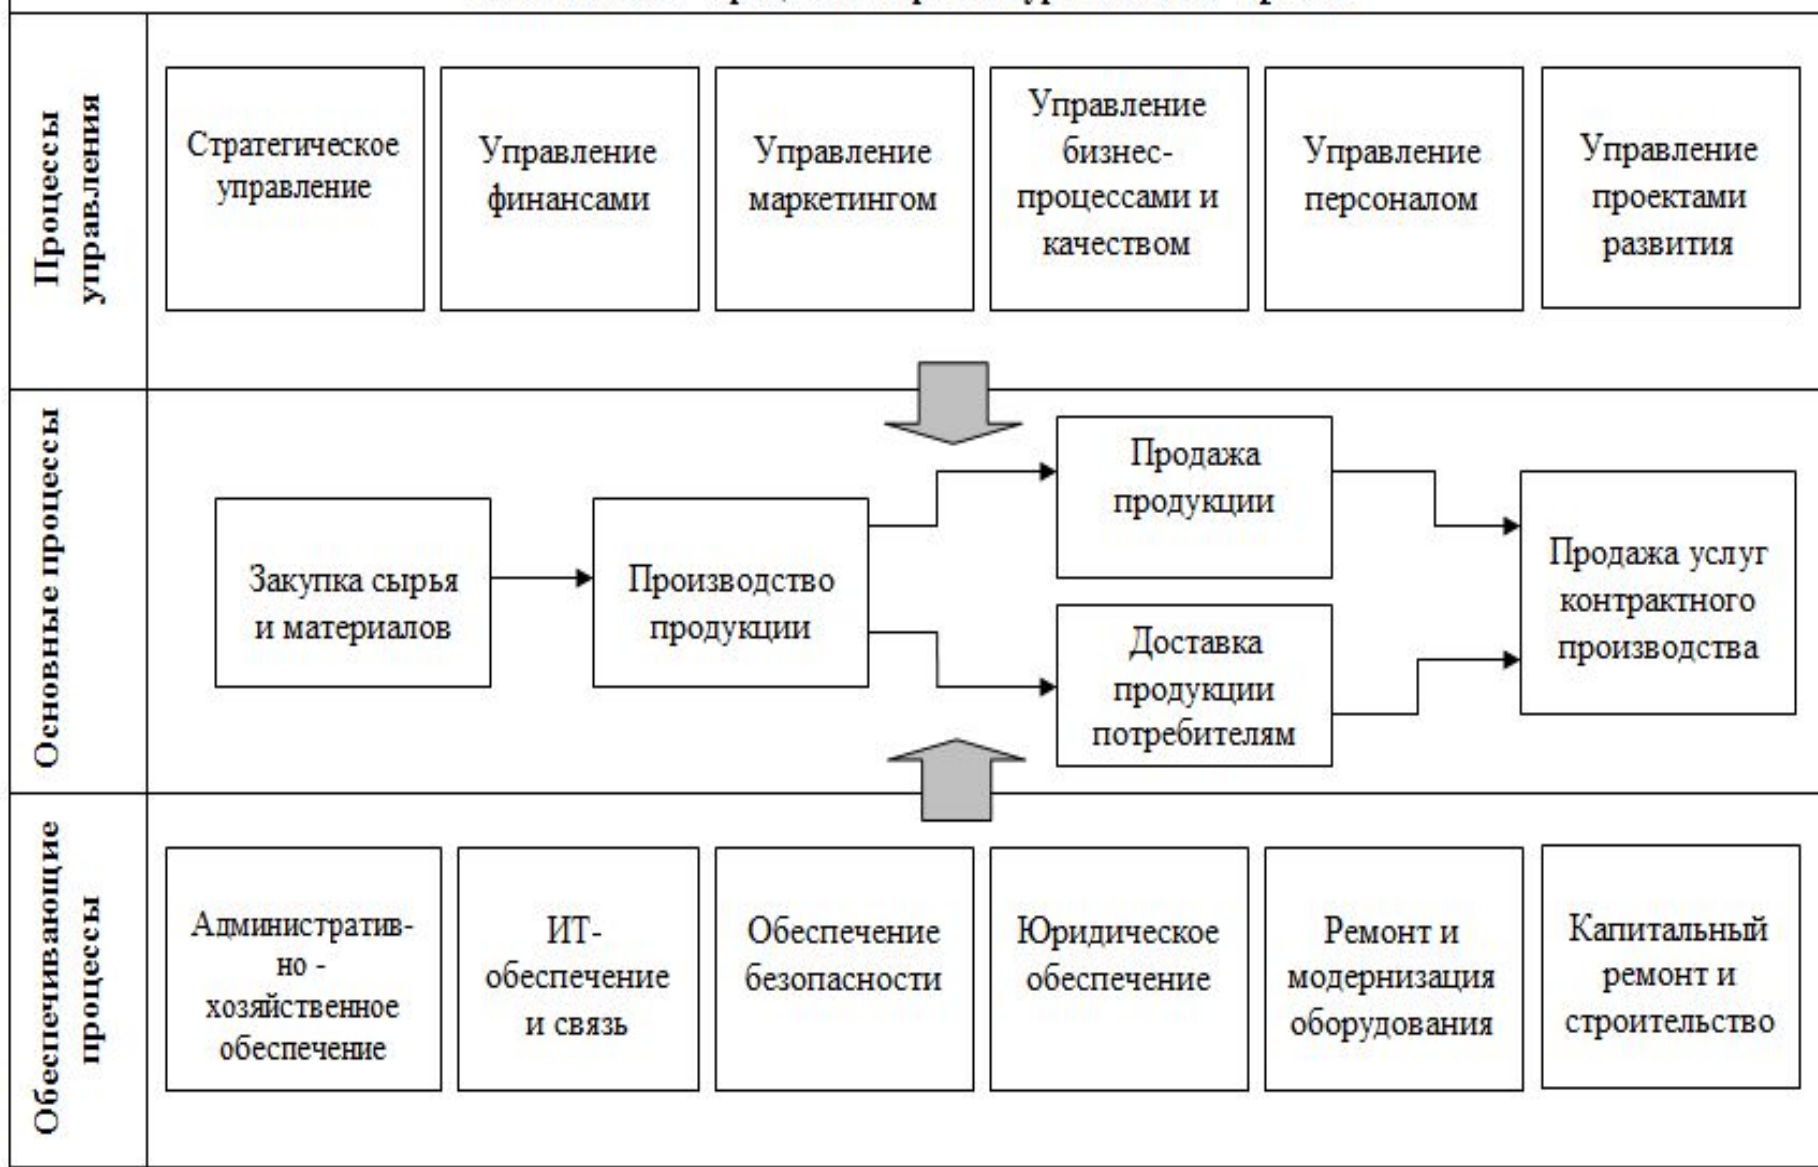 Процессы
управления
Стратегическое
управление
Управление
финансами
Управление
маркетингом
Управление
бизнес-
процессами и
качеством
Управление
персоналом
Управление
проектами
развития
Основные процессы
Закупка сырья
и материалов
Производство
продукции
Продажа
продукции
Доставка
продукции
потребителям
Продажа услуг
контрактного
производства
Обеспечивающие
процессы
Административ-
но -
хозяйственное
обеспечение
ИТ-
обеспечение
и связь
Обеспечение
безопасности
Юридическое
обеспечение
Ремонт и
модернизация
оборудования
Капитальный
ремонт и
строительство